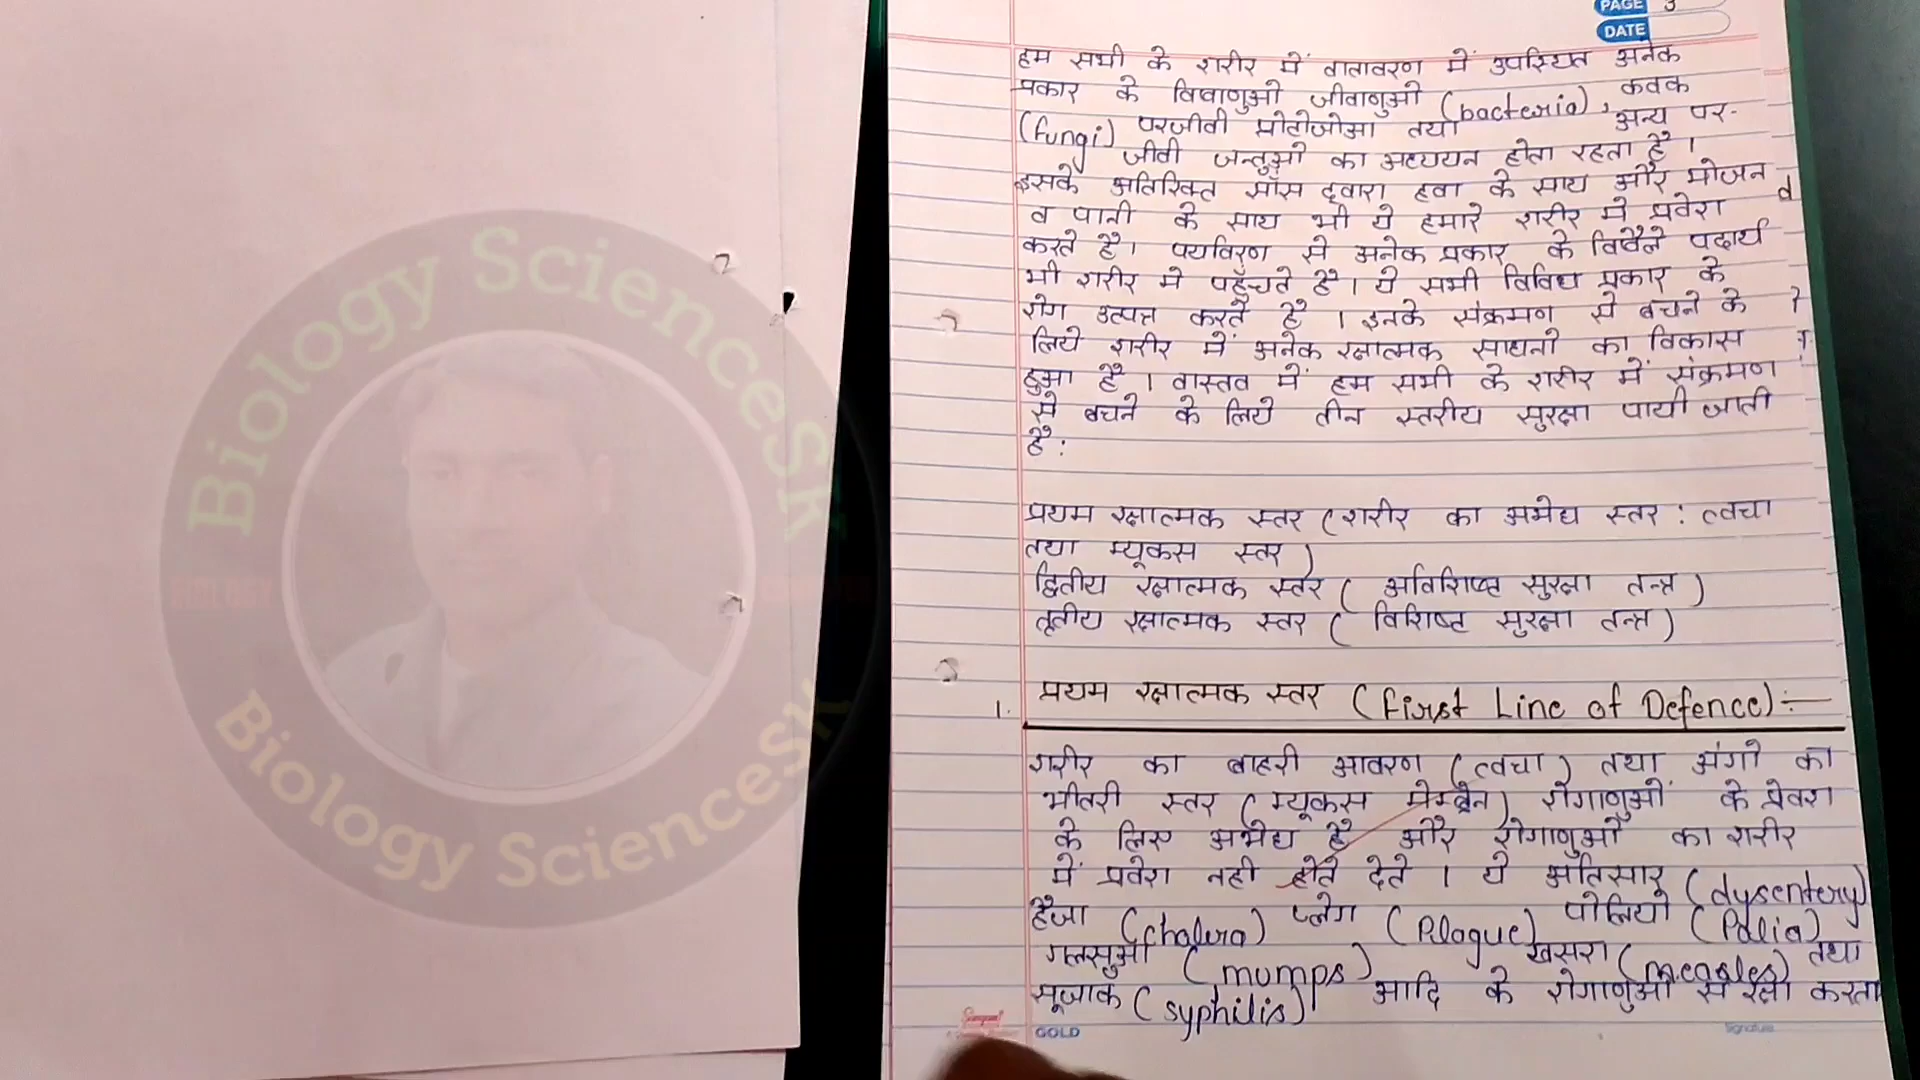 Biology ScienceSk
Biology ScienceSk
PAGE 3
DATE
हम सभी के शरीर में वातावरण में उपस्थित अनेक
प्रकार के विषाणुओ जीवाणुओ (bacteria), कवक
(fungi) परजीवी प्रोटोजोआ तथा अन्य पर-
जीवी जन्तुओ का अध्ययन होता रहता है ।
इसके अतिरिक्त साँस द्वारा हवा के साथ और भोजन
व पानी के साथ भी ये हमारे शरीर मे प्रवेश
करते है। पर्यावरण से अनेक प्रकार के विषैले पदार्थ
भी शरीर मे पहुँचते है । ये सभी विविध प्रकार के
रोग उत्पन्न करते है । इनके संक्रमण से बचने के
लिये शरीर में अनेक रक्षात्मक साधनो का विकास
हुआ है । वास्तव में हम सभी के शरीर में संक्रमण
से बचने के लिये तीन स्तरीय सुरक्षा पायी जाती
है :
प्रथम रक्षात्मक स्तर (शरीर का अभेद्य स्तर : त्वचा
तथा म्यूकस स्तर)
द्वितीय रक्षात्मक स्तर ( अविशिष्ट सुरक्षा तन्त्र )
तृतीय रक्षात्मक स्तर ( विशिष्ट सुरक्षा तन्त्र )
1. प्रथम रक्षात्मक स्तर (First Line of Defence) :—
शरीर का बाहरी आवरण (त्वचा) तथा अंगो का
भीतरी स्तर (म्यूकस मेम्ब्रेन) रोगाणुओं के प्रवेश
के लिए अभेद्य है और रोगाणुओ का शरीर
में प्रवेश नही होते देते । ये अतिसार (dysentery)
हैजा (cholera) प्लेग (Plague) पोलियो (Polio)
गलसुआ (mumps) खसरा (measles) तथा
सूजाक (syphilis) आदि के रोगाणुओ से रक्षा करता
GOLD
Signature